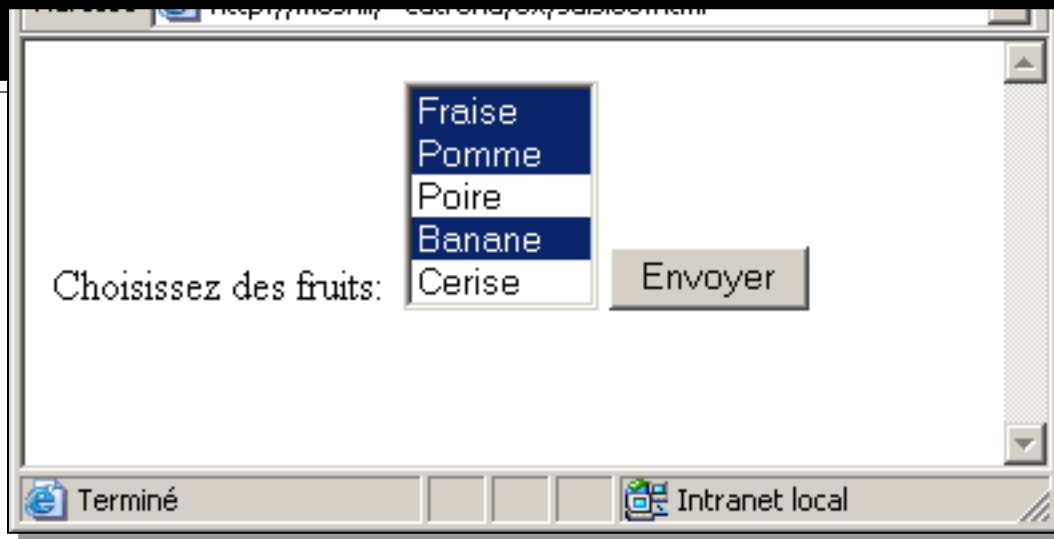 Fraise
Pomme
Poire
Banane
Choisissez des fruits: Cerise Envoyer
Terminé Intranet local